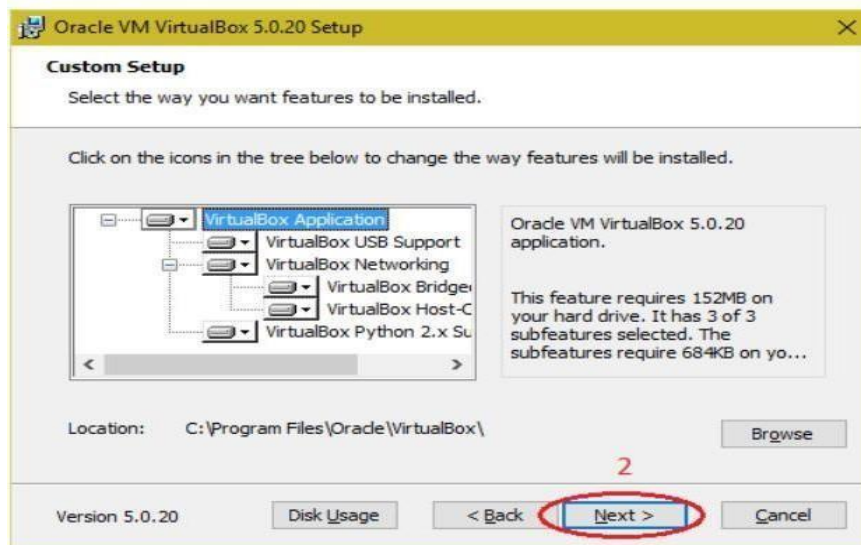 Oracle VM VirtualBox 5.0.20 Setup
Custom Setup
Select the way you want features to be installed.
Click on the icons in the tree below to change the way features will be installed.
VirtualBox Application
VirtualBox USB Support
VirtualBox Networking
VirtualBox Bridge
VirtualBox Host-C
VirtualBox Python 2.x Su
Oracle VM VirtualBox 5.0.20
application.
This feature requires 152MB on
your hard drive. It has 3 of 3
subfeatures selected. The
subfeatures require 684KB on yo...
Location: C:\Program Files\Oracle\VirtualBox\
Browse
2
Version 5.0.20 Disk Usage < Back Next > Cancel